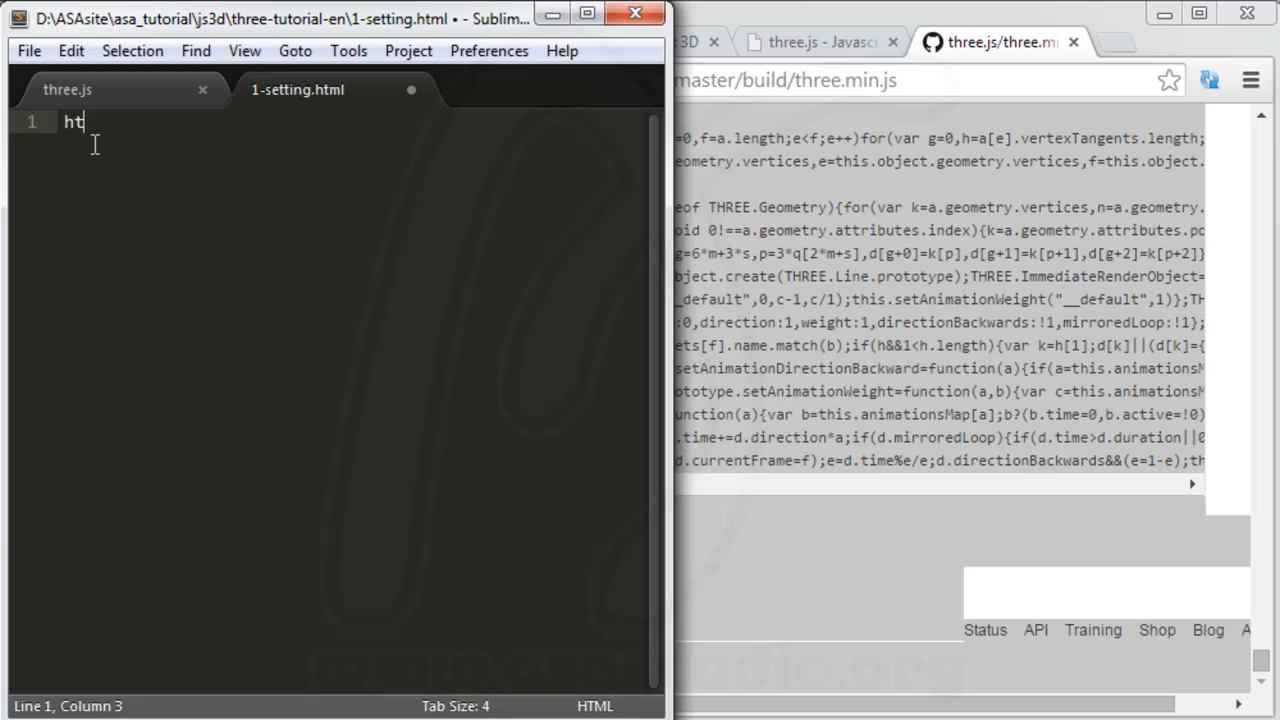 D:\ASAsite\asa_tutorial\js3d\three-tutorial-en\1-setting.html • - Sublim...
File Edit Selection Find View Goto Tools Project Preferences Help
three.js 1-setting.html
1 ht
Line 1, Column 3 Tab Size: 4 HTML
3D three.js - Javasc three.js/three.mi
master/build/three.min.js
=0,f=a.length;e<f;e++)for(var g=0,h=a[e].vertexTangents.length;
eometry.vertices,e=this.object.geometry.vertices,f=this.object.
eof THREE.Geometry){for(var k=a.geometry.vertices,n=a.geometry.
oid 0!==a.geometry.attributes.index){k=a.geometry.attributes.po
g=6*m+3*s,p=3*q[2*m+s],d[g+0]=k[p],d[g+1]=k[p+1],d[g+2]=k[p+2]}
bject.create(THREE.Line.prototype);THREE.ImmediateRenderObject=
_default",0,c-1,c/1);this.setAnimationWeight("__default",1)};TH
:0,direction:1,weight:1,directionBackwards:!1,mirroredLoop:!1};
ets[f].name.match(b);if(h&&1<h.length){var k=h[1];d[k]||(d[k]={
setAnimationDirectionBackward=function(a){if(a=this.animationsM
ototype.setAnimationWeight=function(a,b){var c=this.animationsM
unction(a){var b=this.animationsMap[a];b?(b.time=0,b.active=!0)
.time+=d.direction*a;if(d.mirroredLoop){if(d.time>d.duration||0
d.currentFrame=f);e=d.time%e/e;d.directionBackwards&&(e=1-e);th
Status API Training Shop Blog A